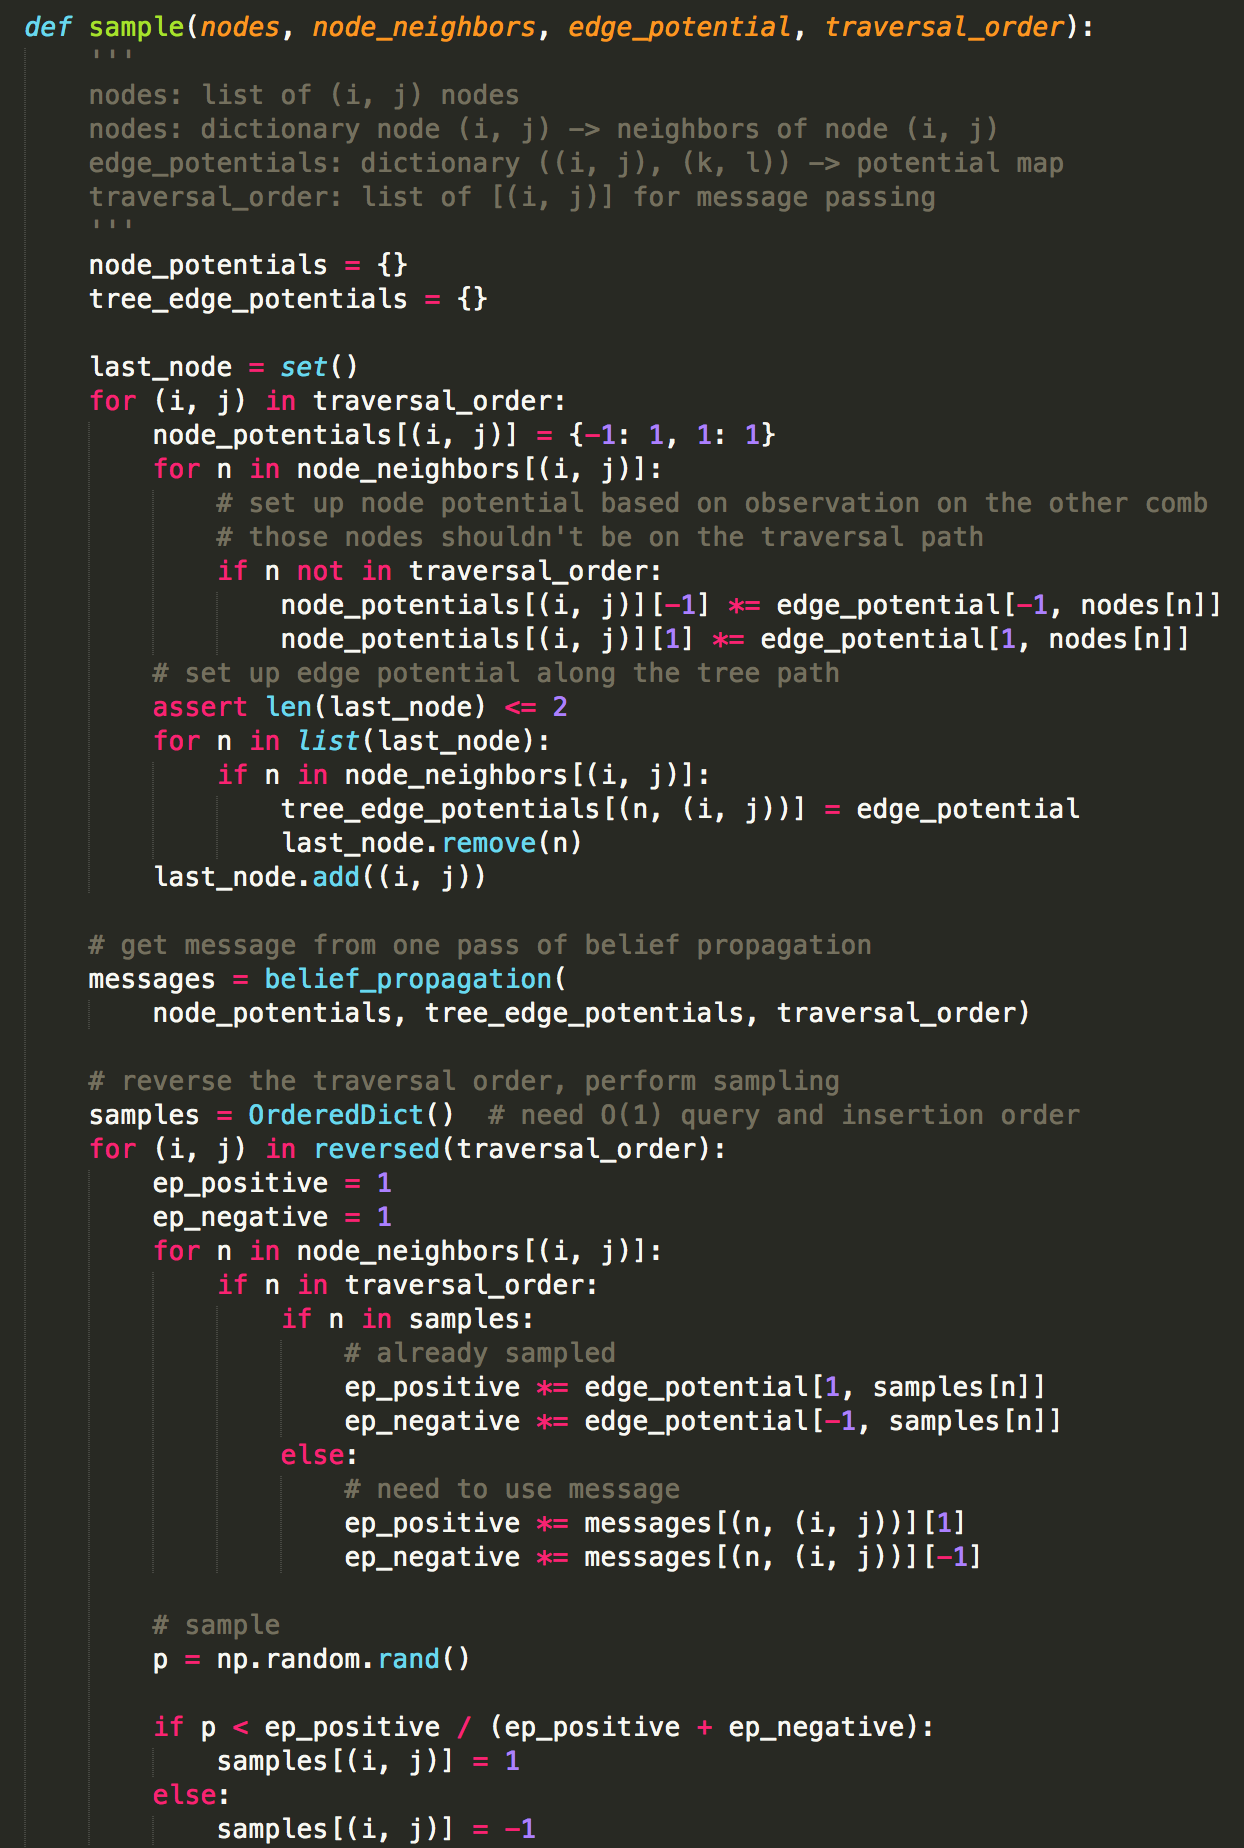 def sample(nodes, node_neighbors, edge_potential, traversal_order):
    '''
    nodes: list of (i, j) nodes
    nodes: dictionary node (i, j) -> neighbors of node (i, j)
    edge_potentials: dictionary ((i, j), (k, l)) -> potential map
    traversal_order: list of [(i, j)] for message passing
    '''
    node_potentials = {}
    tree_edge_potentials = {}

    last_node = set()
    for (i, j) in traversal_order:
        node_potentials[(i, j)] = {-1: 1, 1: 1}
        for n in node_neighbors[(i, j)]:
            # set up node potential based on observation on the other comb
            # those nodes shouldn't be on the traversal path
            if n not in traversal_order:
                node_potentials[(i, j)][-1] *= edge_potential[-1, nodes[n]]
                node_potentials[(i, j)][1] *= edge_potential[1, nodes[n]]
        # set up edge potential along the tree path
        assert len(last_node) <= 2
        for n in list(last_node):
            if n in node_neighbors[(i, j)]:
                tree_edge_potentials[(n, (i, j))] = edge_potential
                last_node.remove(n)
        last_node.add((i, j))

    # get message from one pass of belief propagation
    messages = belief_propagation(
        node_potentials, tree_edge_potentials, traversal_order)

    # reverse the traversal order, perform sampling
    samples = OrderedDict()  # need O(1) query and insertion order
    for (i, j) in reversed(traversal_order):
        ep_positive = 1
        ep_negative = 1
        for n in node_neighbors[(i, j)]:
            if n in traversal_order:
                if n in samples:
                    # already sampled
                    ep_positive *= edge_potential[1, samples[n]]
                    ep_negative *= edge_potential[-1, samples[n]]
                else:
                    # need to use message
                    ep_positive *= messages[(n, (i, j))][1]
                    ep_negative *= messages[(n, (i, j))][-1]

        # sample
        p = np.random.rand()

        if p < ep_positive / (ep_positive + ep_negative):
            samples[(i, j)] = 1
        else:
            samples[(i, j)] = -1